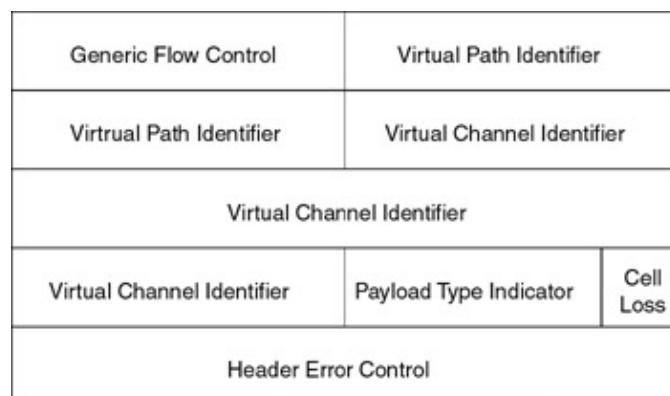 Generic Flow Control
Virtual Path Identifier
Virtrual Path Identifier
Virtual Channel Identifier
Virtual Channel Identifier
Virtual Channel Identifier
Payload Type Indicator
Cell
Loss
Header Error Control